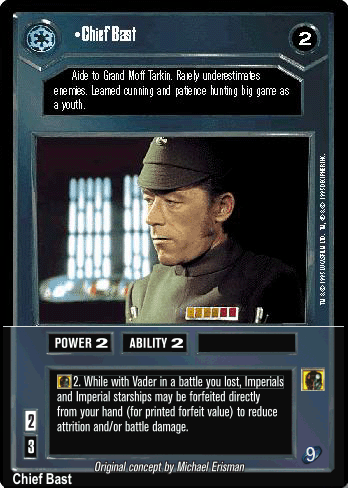 •Chief Bast
2
Aide to Grand Moff Tarkin. Rarely underestimates
enemies. Learned cunning and patience hunting big game as
a youth.
POWER 2
ABILITY 2
2. While with Vader in a battle you lost, Imperials
and Imperial starships may be forfeited directly
from your hand (for printed forfeit value) to reduce
attrition and/or battle damage.
2
3
9
Original concept by Michael Erisman
Chief Bast